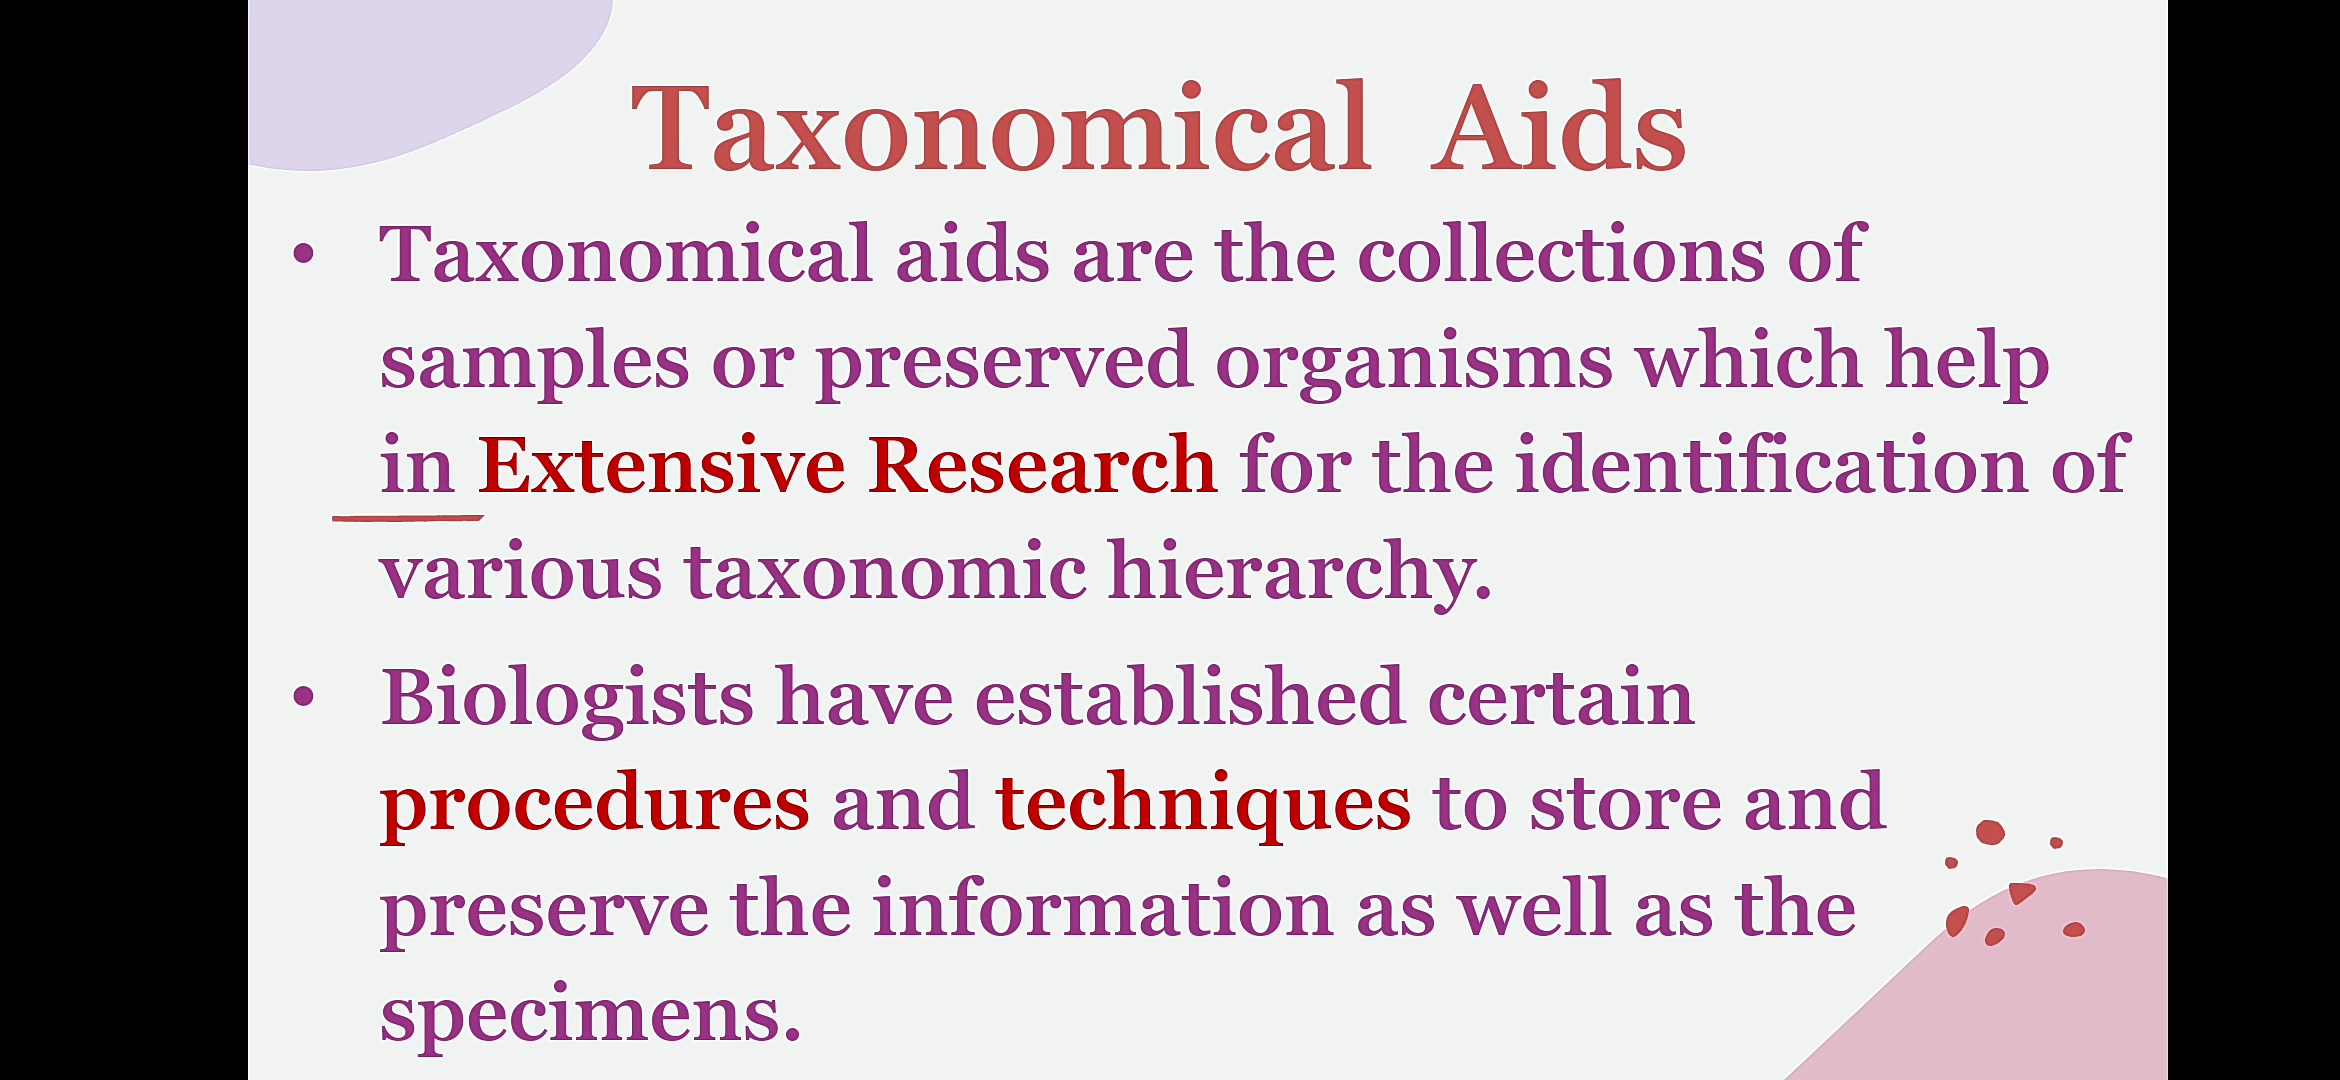 Taxonomical Aids
• Taxonomical aids are the collections of
samples or preserved organisms which help
in Extensive Research for the identification of
various taxonomic hierarchy.
• Biologists have established certain
procedures and techniques to store and
preserve the information as well as the
specimens.